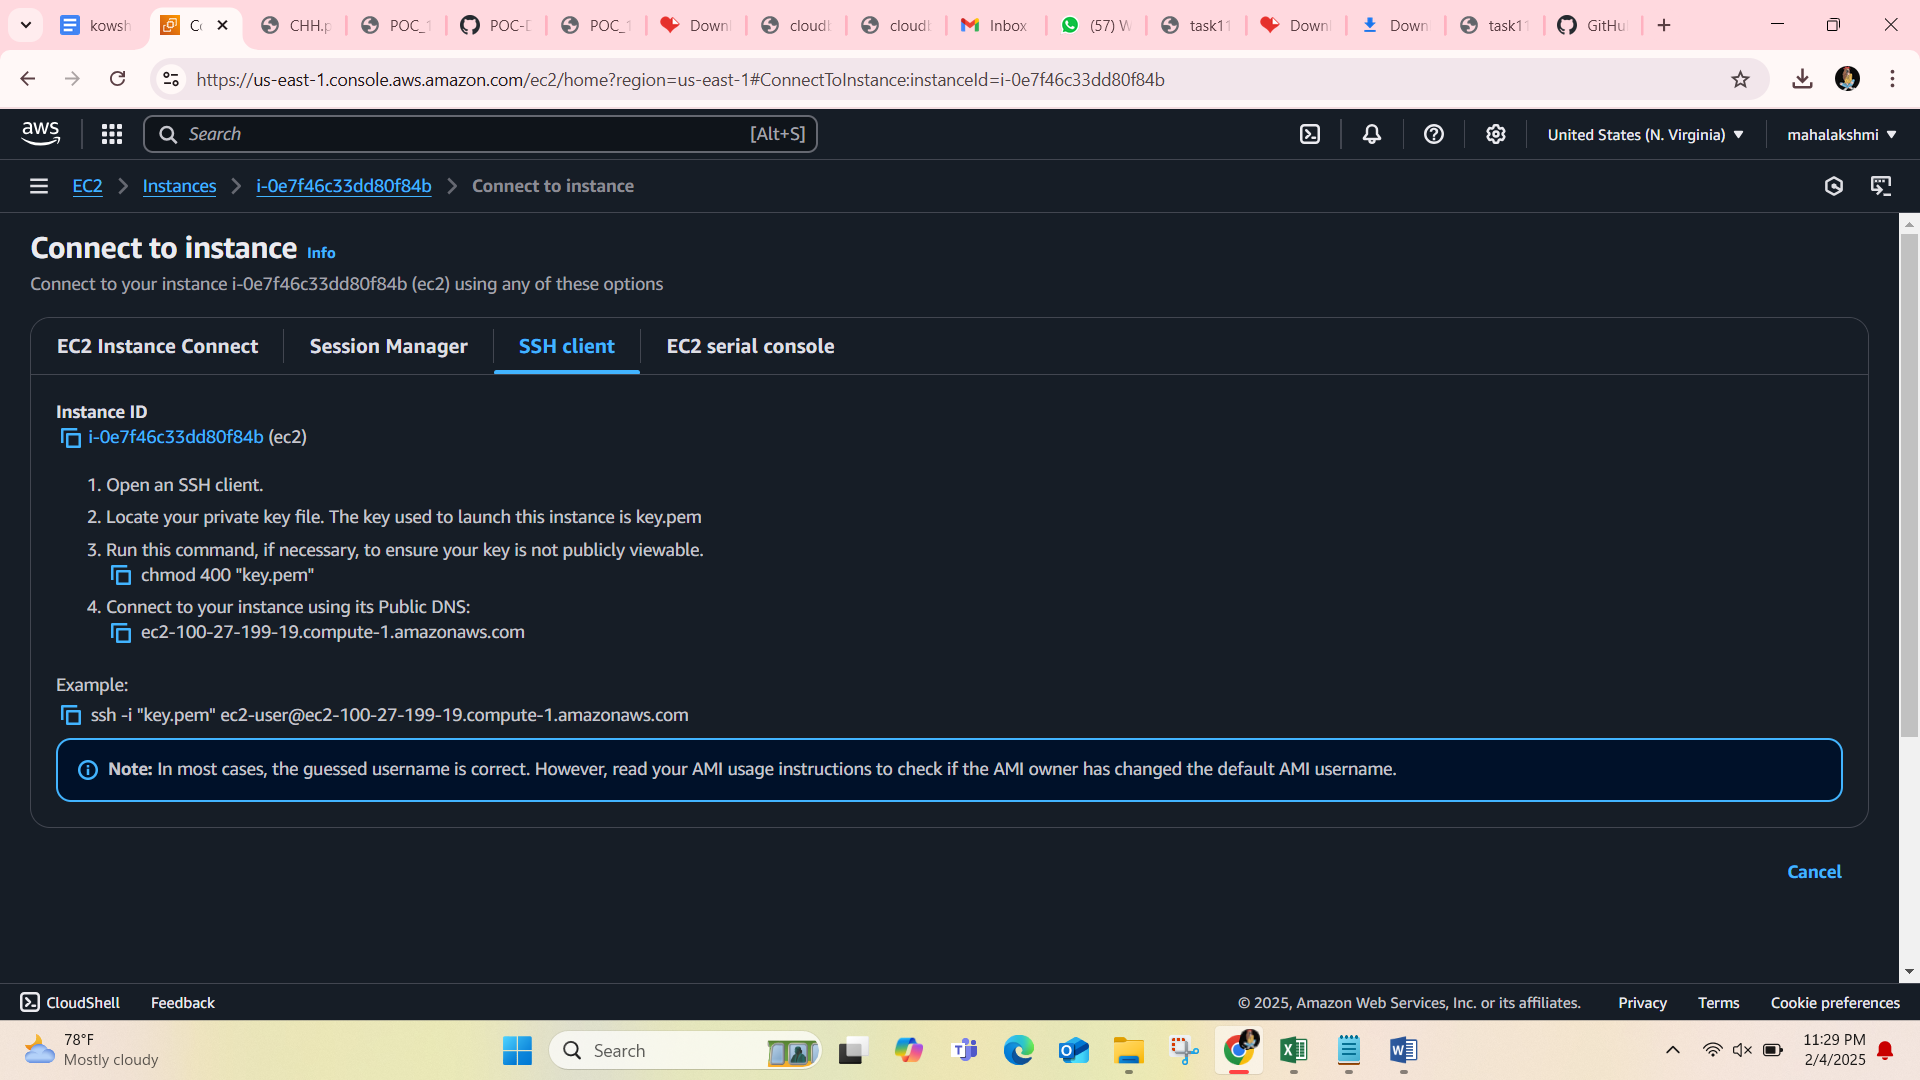 kowsh
Co
CHH.p
POC_1
POC-D
POC_1
Downl
cloudb
cloudb
Inbox
(57) W
task11
Downl
Down
task11
GitHu
https://us-east-1.console.aws.amazon.com/ec2/home?region=us-east-1#ConnectToInstance:instanceId=i-0e7f46c33dd80f84b
aws
Search
[Alt+S]
United States (N. Virginia)
mahalakshmi
EC2
Instances
i-0e7f46c33dd80f84b
Connect to instance
Connect to instance Info
Connect to your instance i-0e7f46c33dd80f84b (ec2) using any of these options
EC2 Instance Connect
Session Manager
SSH client
EC2 serial console
Instance ID
i-0e7f46c33dd80f84b (ec2)
1. Open an SSH client.
2. Locate your private key file. The key used to launch this instance is key.pem
3. Run this command, if necessary, to ensure your key is not publicly viewable.
chmod 400 "key.pem"
4. Connect to your instance using its Public DNS:
ec2-100-27-199-19.compute-1.amazonaws.com
Example:
ssh -i "key.pem" ec2-user@ec2-100-27-199-19.compute-1.amazonaws.com
Note: In most cases, the guessed username is correct. However, read your AMI usage instructions to check if the AMI owner has changed the default AMI username.
Cancel
CloudShell
Feedback
© 2025, Amazon Web Services, Inc. or its affiliates.
Privacy
Terms
Cookie preferences
78°F
Mostly cloudy
Search
11:29 PM
2/4/2025